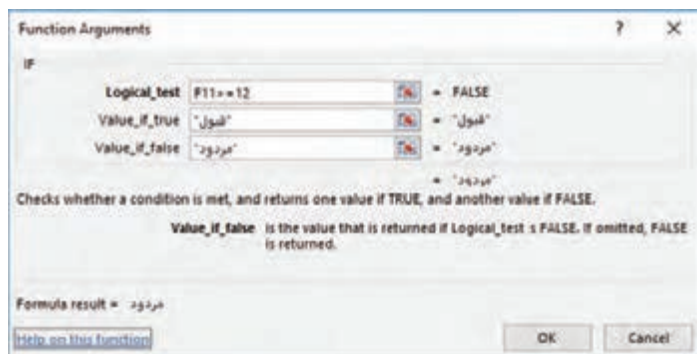 Function Arguments ? ×
IF
Logical_test F11>=12 = FALSE
Value_if_true "قبول" = "قبول"
Value_if_false "مردود" = "مردود"
= "مردود"
Checks whether a condition is met, and returns one value if TRUE, and another value if FALSE.
Value_if_false is the value that is returned if Logical_test s FALSE. If omitted, FALSE
is returned.
Formula result = مردود
Help on this function OK Cancel